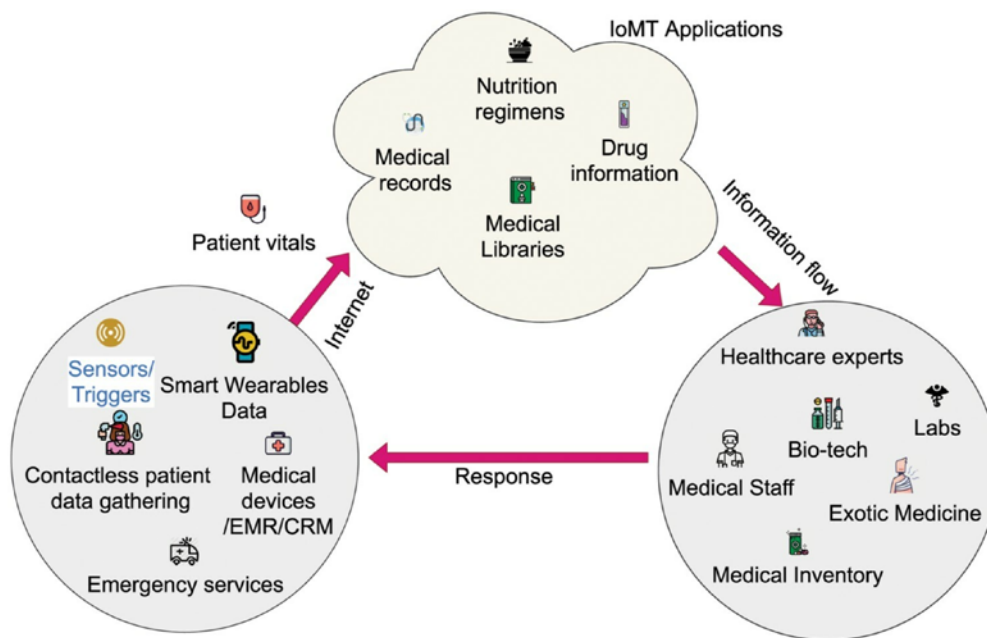 IoMT Applications
Nutrition
regimens
Medical
records
Drug
information
Medical
Libraries
Patient vitals
Internet
Information flow
Sensors/
Triggers
Smart Wearables
Data
Contactless patient
data gathering
Medical
devices
/EMR/CRM
Emergency services
Response
Healthcare experts
Labs
Bio-tech
Medical Staff
Exotic Medicine
Medical Inventory